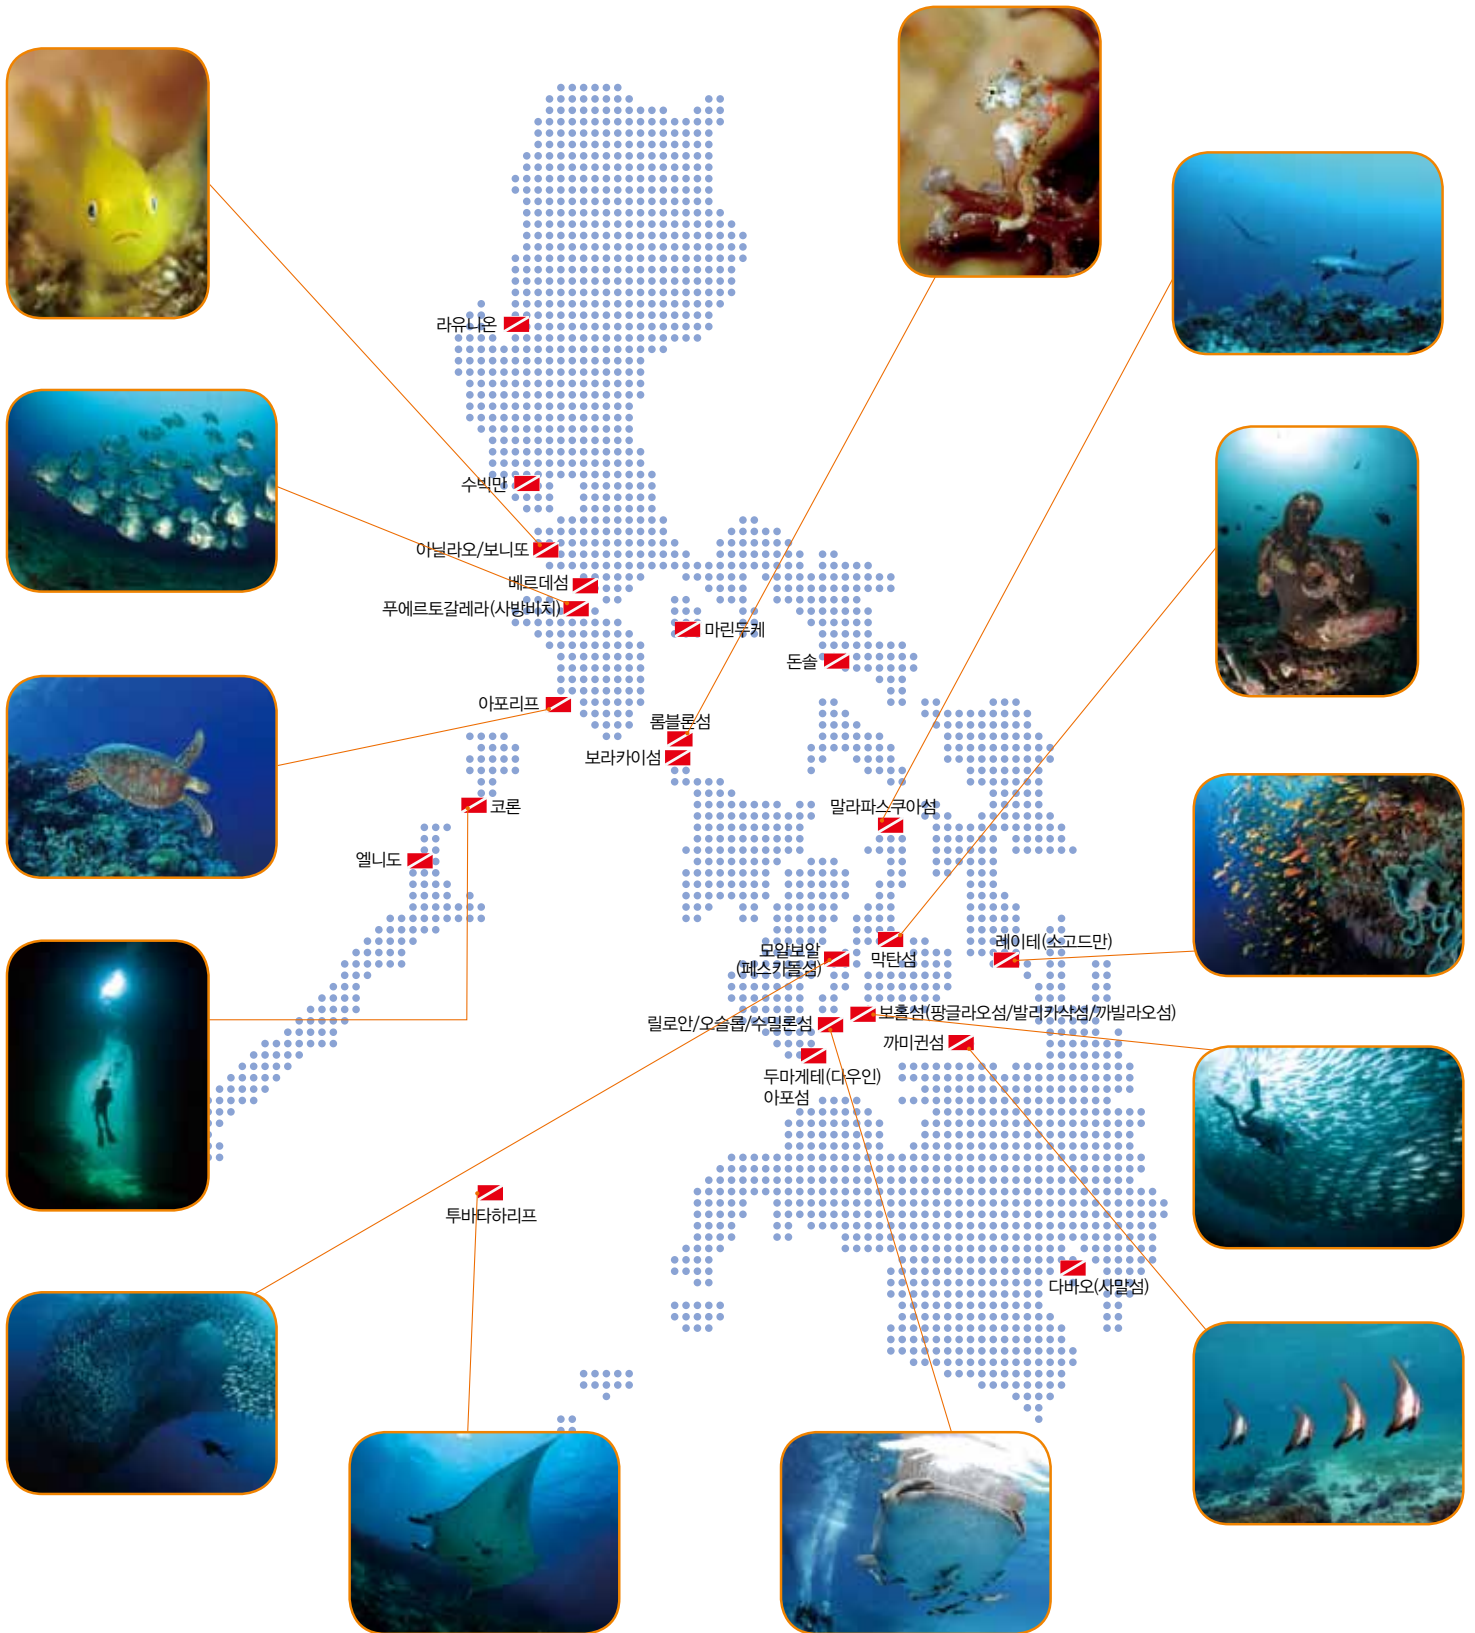 라유니온
수빅만
아닐라오/보니또
베르데섬
푸에르토갈레라(사방비치)
마린두케
돈솔
아포리프
롬블론섬
보라카이섬
코론
말라파스쿠아섬
엘니도
모알보알
(페스카돌섬)
막탄섬
레이테(소고드만)
보홀섬(팡글라오섬/발리카삭섬/까빌라오섬)
릴로안/오슬롭/수밀론섬
까미귄섬
두마게테(다우인)
아포섬
투바타하리프
다바오(사말섬)